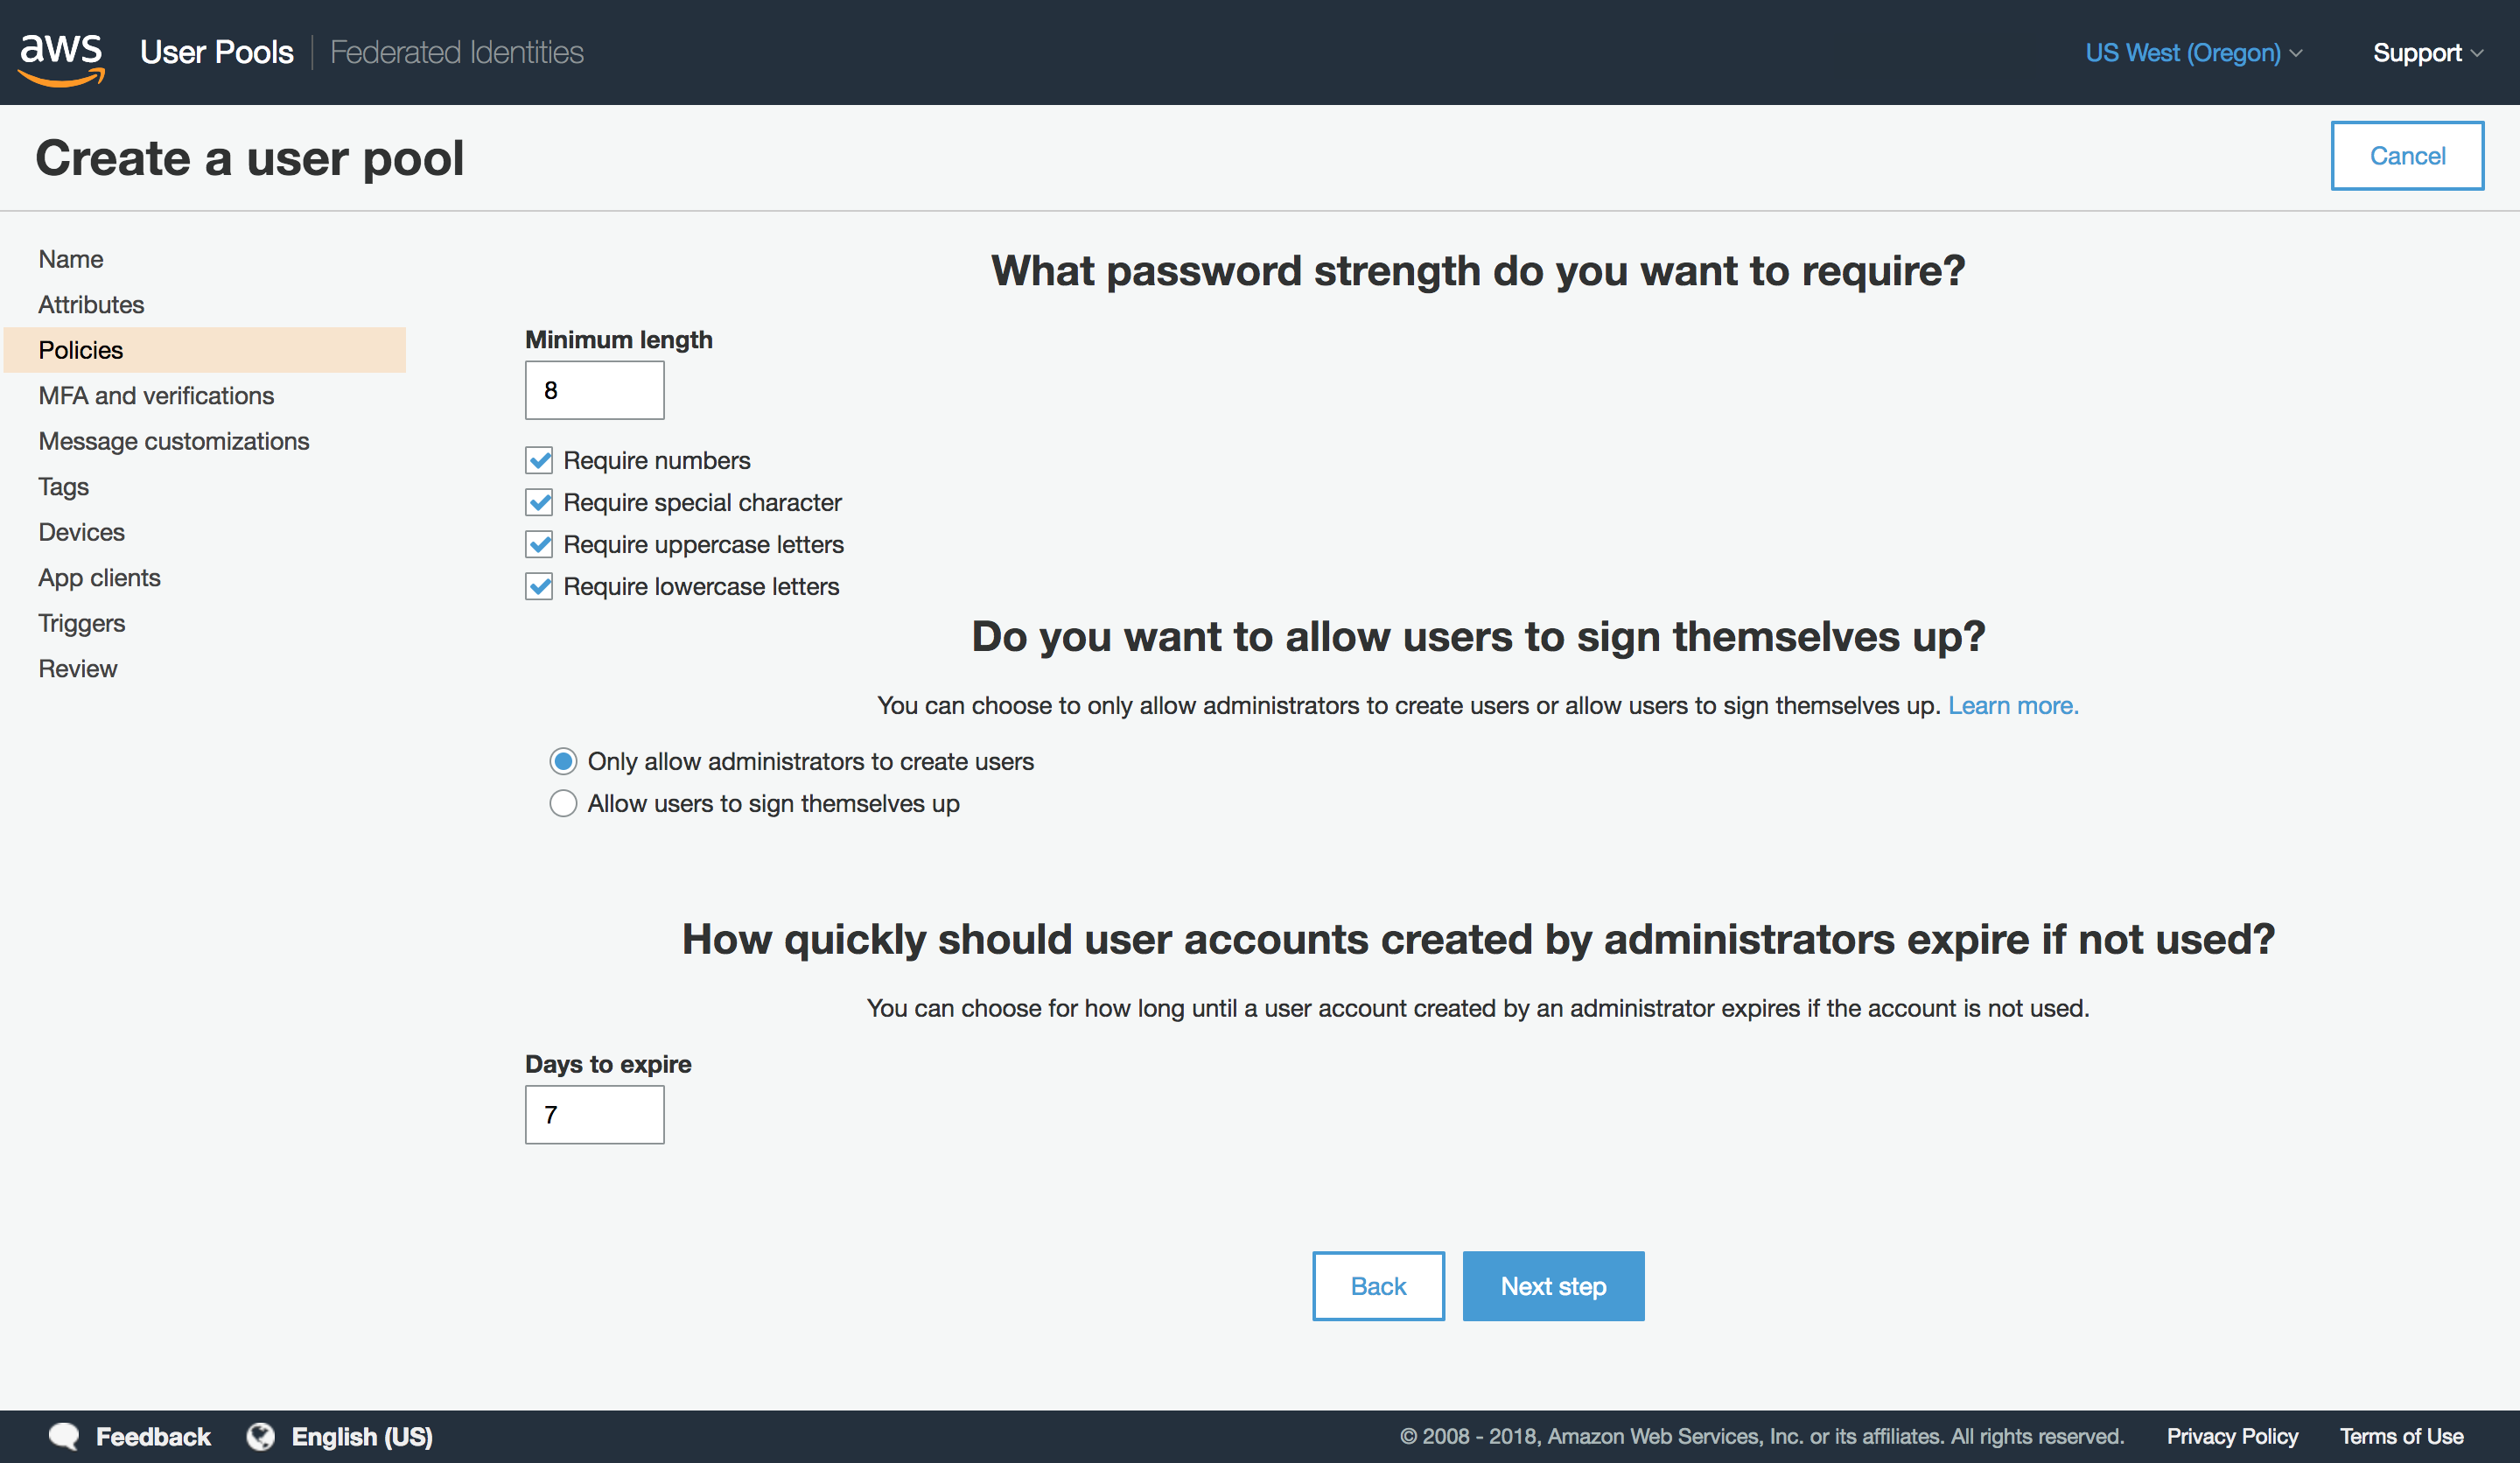 aws User Pools Federated Identities US West (Oregon) Support
Create a user pool Cancel
Name
Attributes
Policies
MFA and verifications
Message customizations
Tags
Devices
App clients
Triggers
Review
What password strength do you want to require?
Minimum length
8
Require numbers
Require special character
Require uppercase letters
Require lowercase letters
Do you want to allow users to sign themselves up?
You can choose to only allow administrators to create users or allow users to sign themselves up. Learn more.
Only allow administrators to create users
Allow users to sign themselves up
How quickly should user accounts created by administrators expire if not used?
You can choose for how long until a user account created by an administrator expires if the account is not used.
Days to expire
7
Back Next step
Feedback English (US) © 2008 - 2018, Amazon Web Services, Inc. or its affiliates. All rights reserved. Privacy Policy Terms of Use